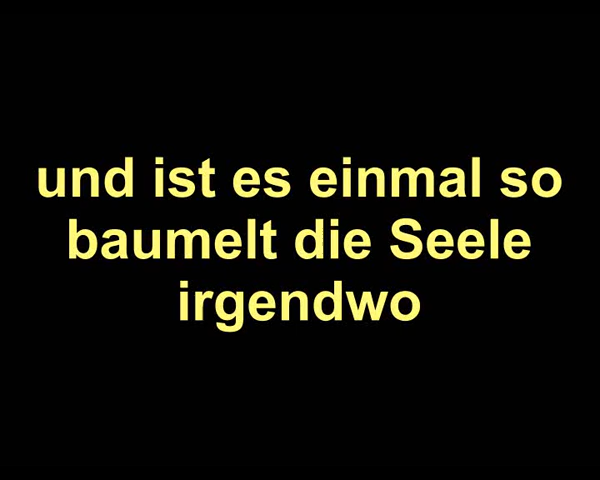 und ist es einmal so
baumelt die Seele
irgendwo